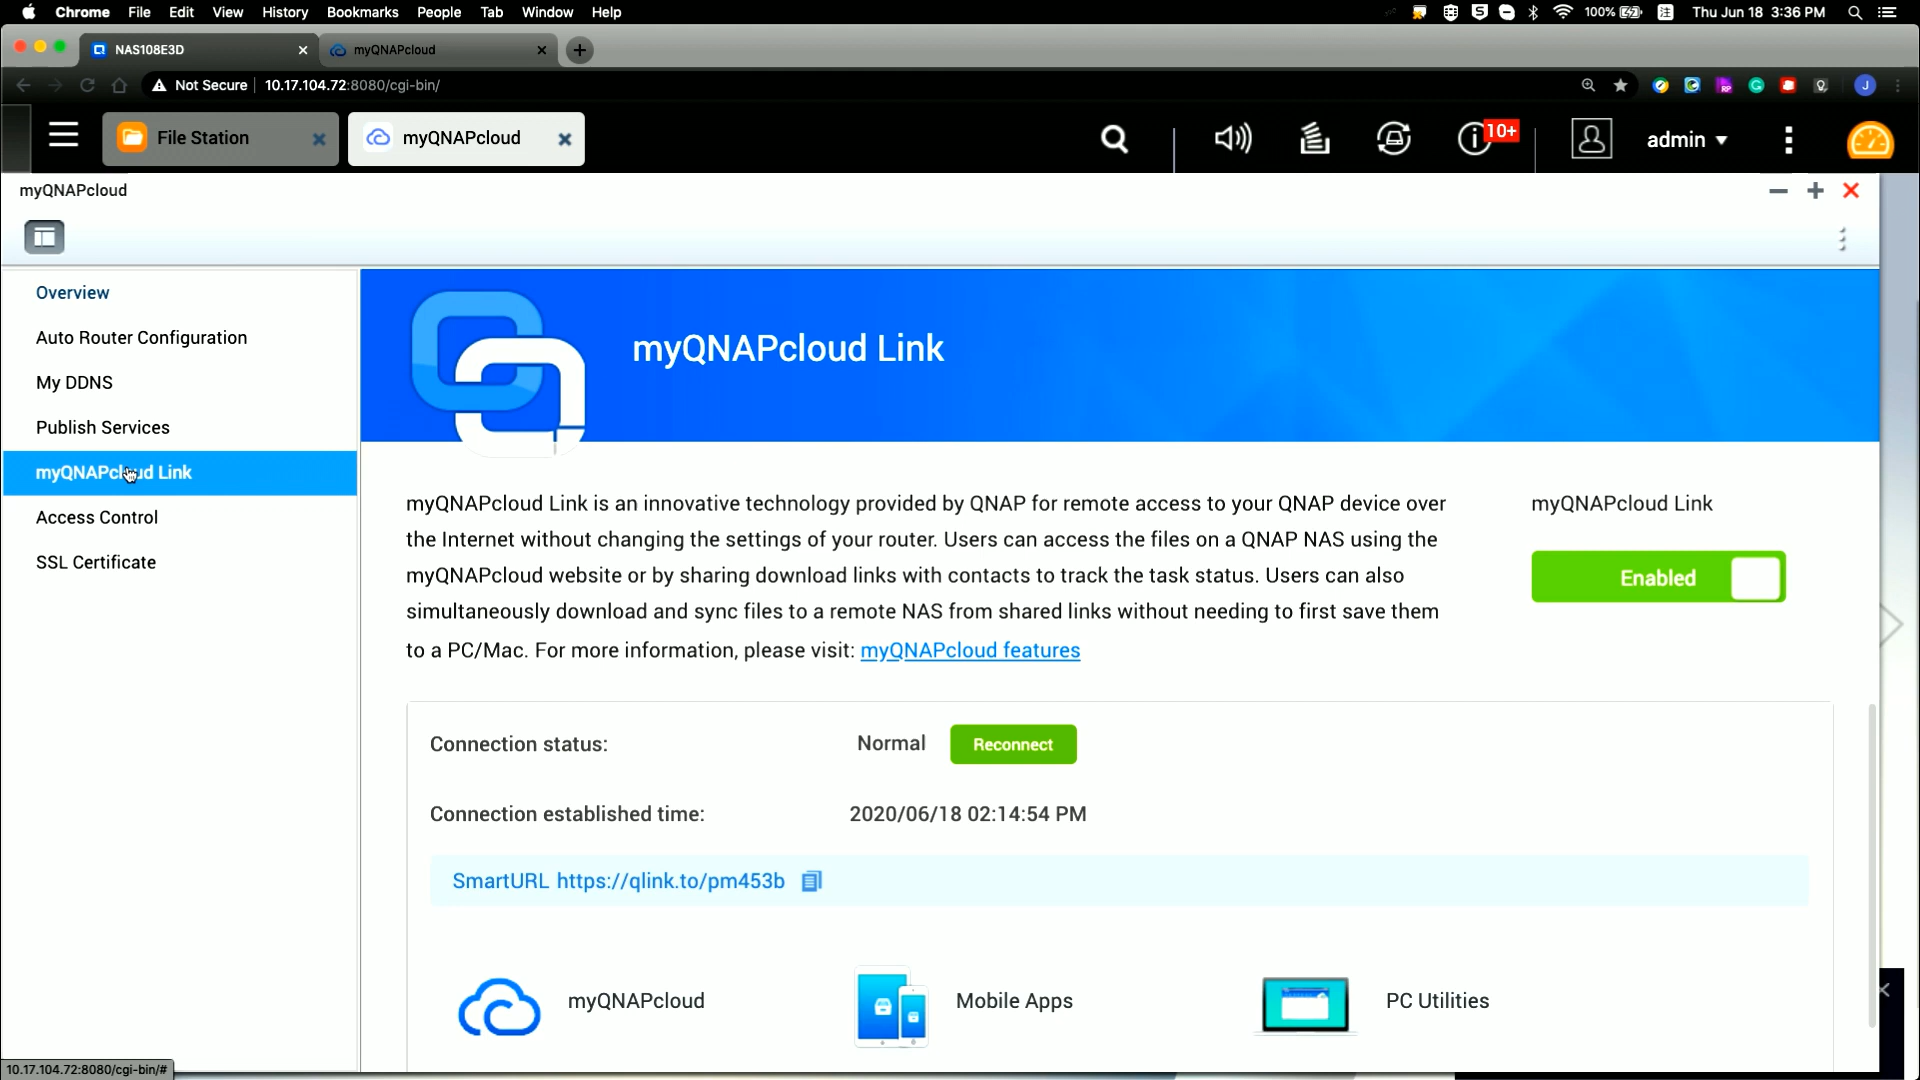 Chrome File Edit View History Bookmarks People Tab Window Help 100% Thu Jun 18 3:36 PM
NAS108E3D myQNAPcloud
Not Secure 10.17.104.72:8080/cgi-bin/
File Station myQNAPcloud 10+ admin
myQNAPcloud
Overview
Auto Router Configuration
My DDNS
Publish Services
myQNAPcloud Link
Access Control
SSL Certificate
myQNAPcloud Link
myQNAPcloud Link is an innovative technology provided by QNAP for remote access to your QNAP device over
the Internet without changing the settings of your router. Users can access the files on a QNAP NAS using the
myQNAPcloud website or by sharing download links with contacts to track the task status. Users can also
simultaneously download and sync files to a remote NAS from shared links without needing to first save them
to a PC/Mac. For more information, please visit: myQNAPcloud features
myQNAPcloud Link
Enabled
Connection status: Normal Reconnect
Connection established time: 2020/06/18 02:14:54 PM
SmartURL https://qlink.to/pm453b
myQNAPcloud Mobile Apps PC Utilities
10.17.104.72:8080/cgi-bin/#